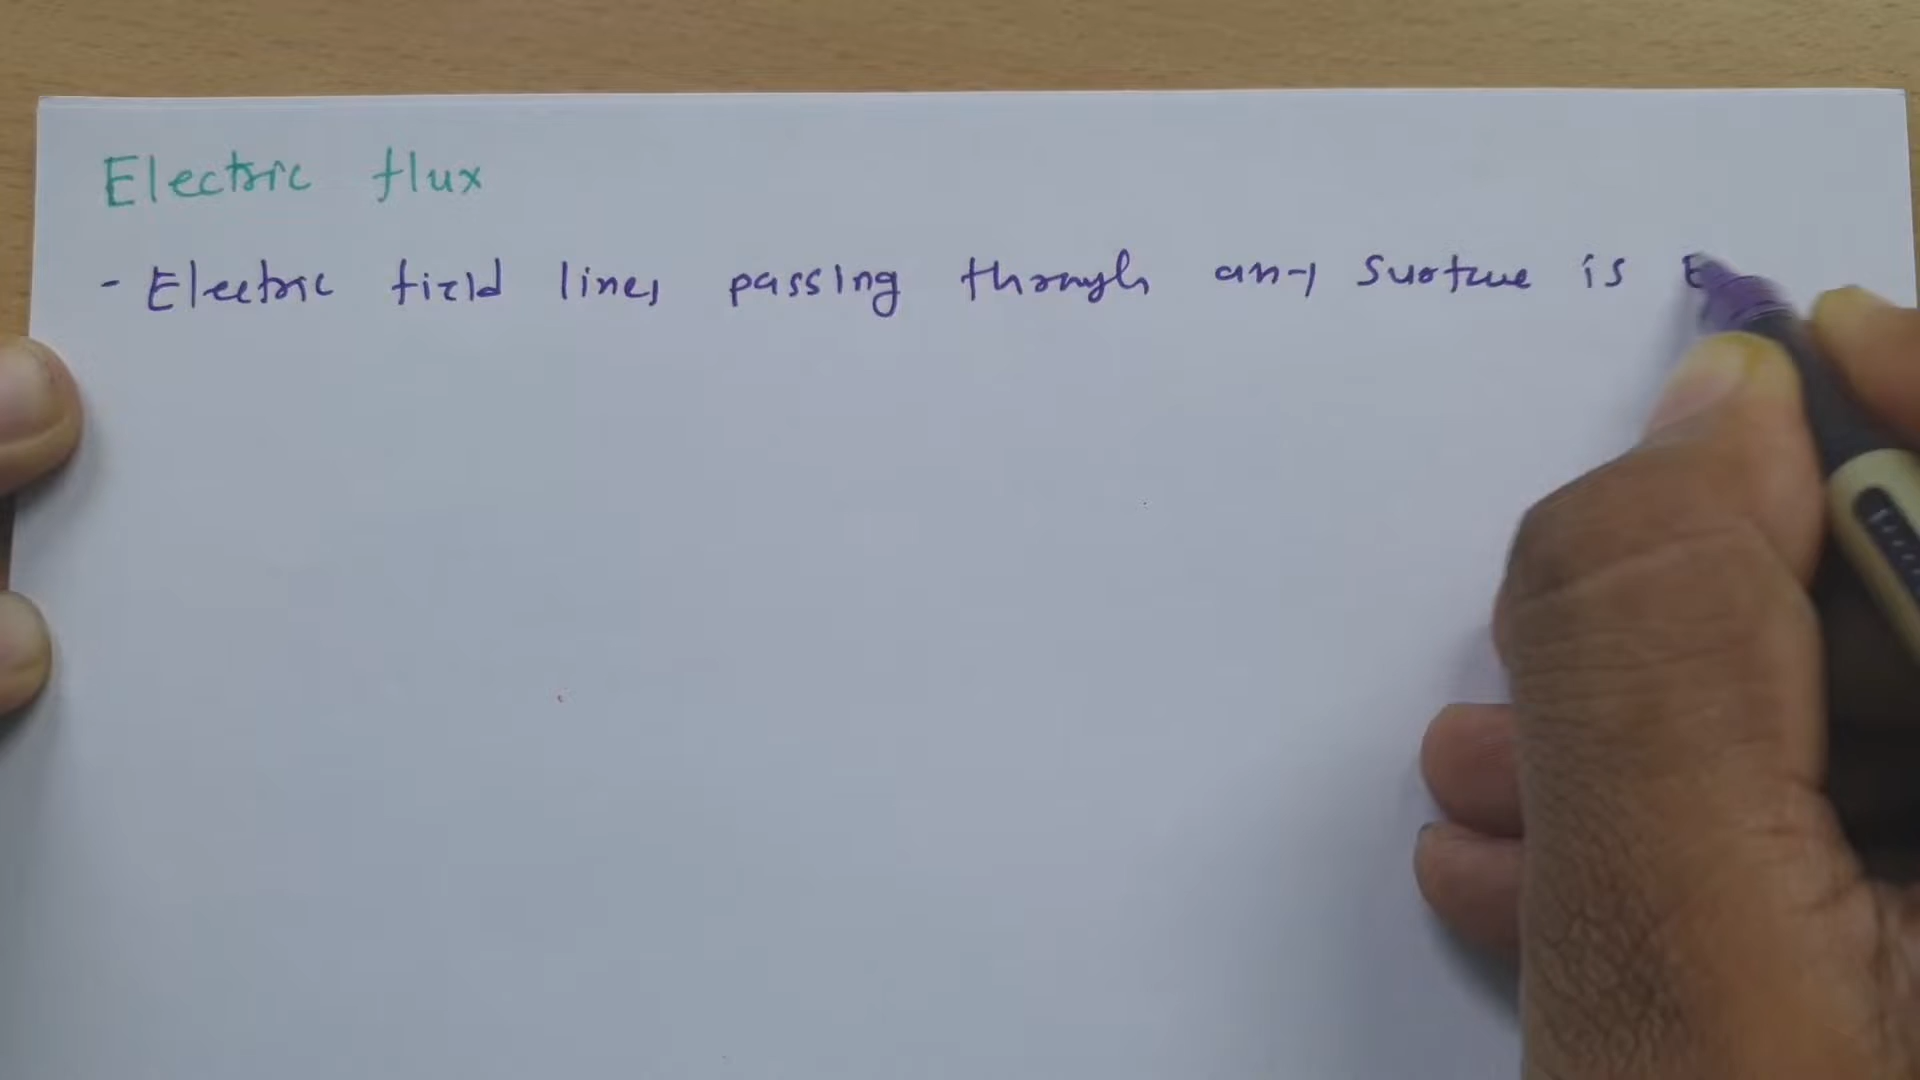 Electric flux
- Electric field lines passing through any surface is E